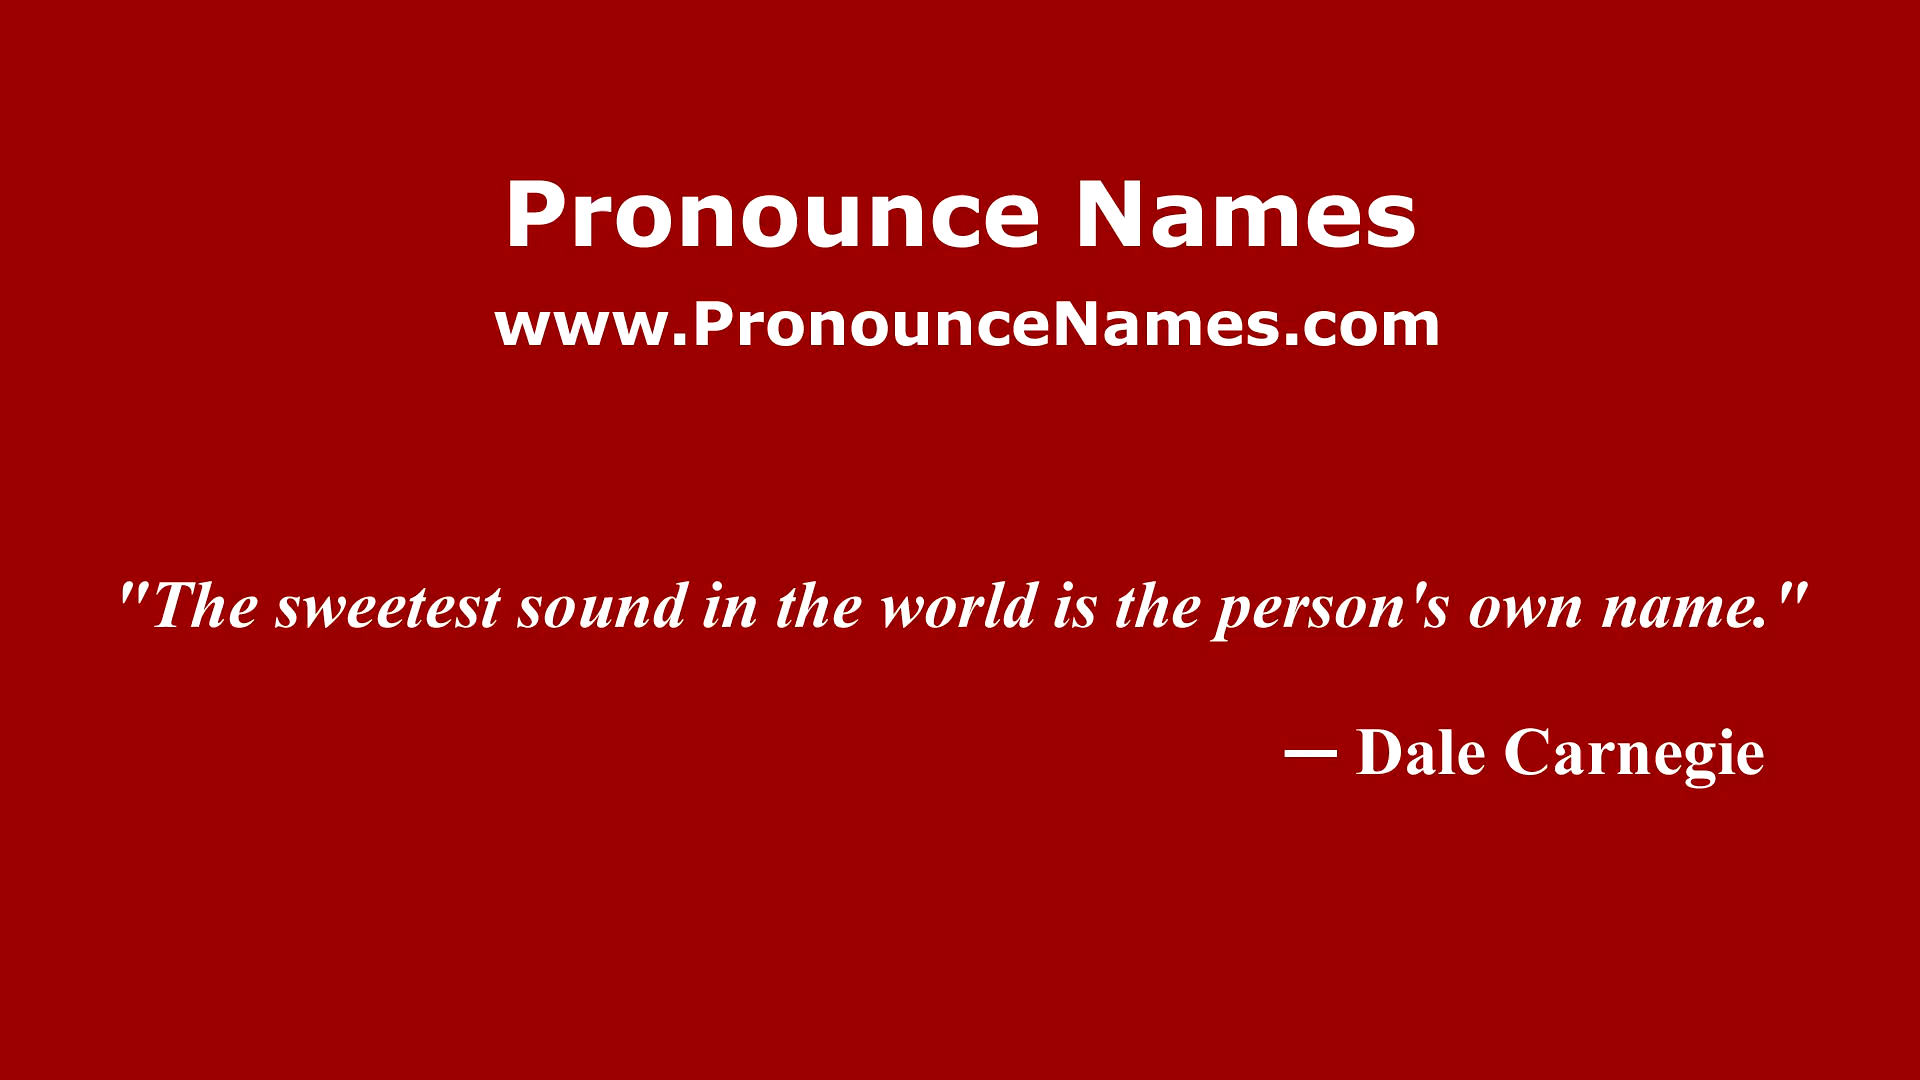 Pronounce Names
www.PronounceNames.com
"The sweetest sound in the world is the person's own name."
— Dale Carnegie